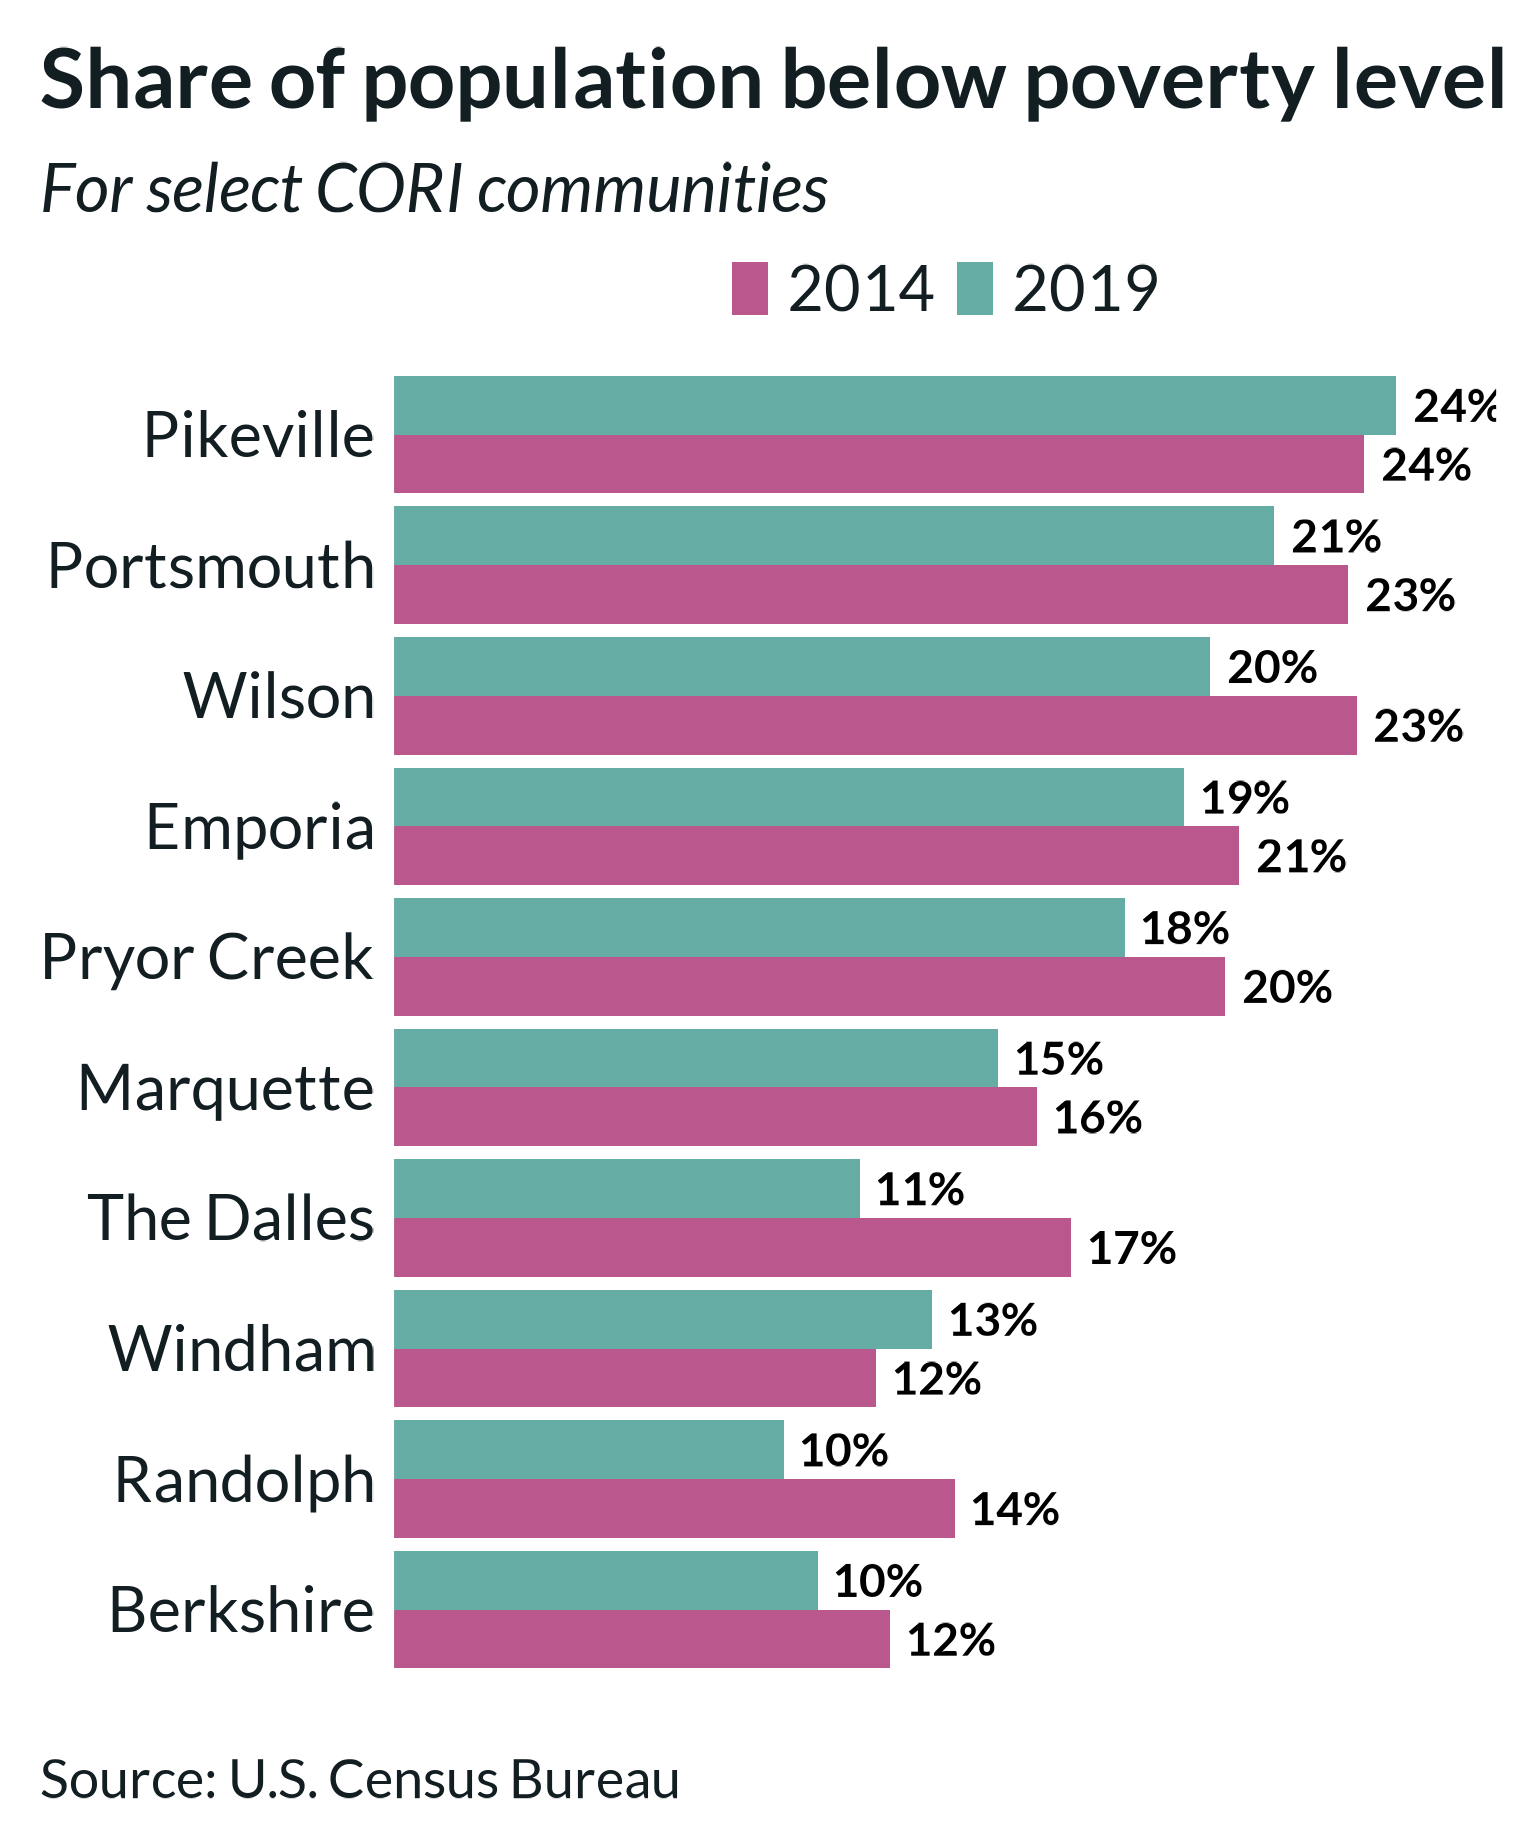 Share of population below poverty level
For select CORI communities
2014 2019
24%
Pikeville
24%
21%
Portsmouth
23%
20%
Wilson
23%
19%
Emporia
21%
18%
Pryor Creek
20%
15%
Marquette
16%
11%
The Dalles
17%
13%
Windham
12%
10%
Randolph
14%
10%
Berkshire
12%
Source: U.S. Census Bureau